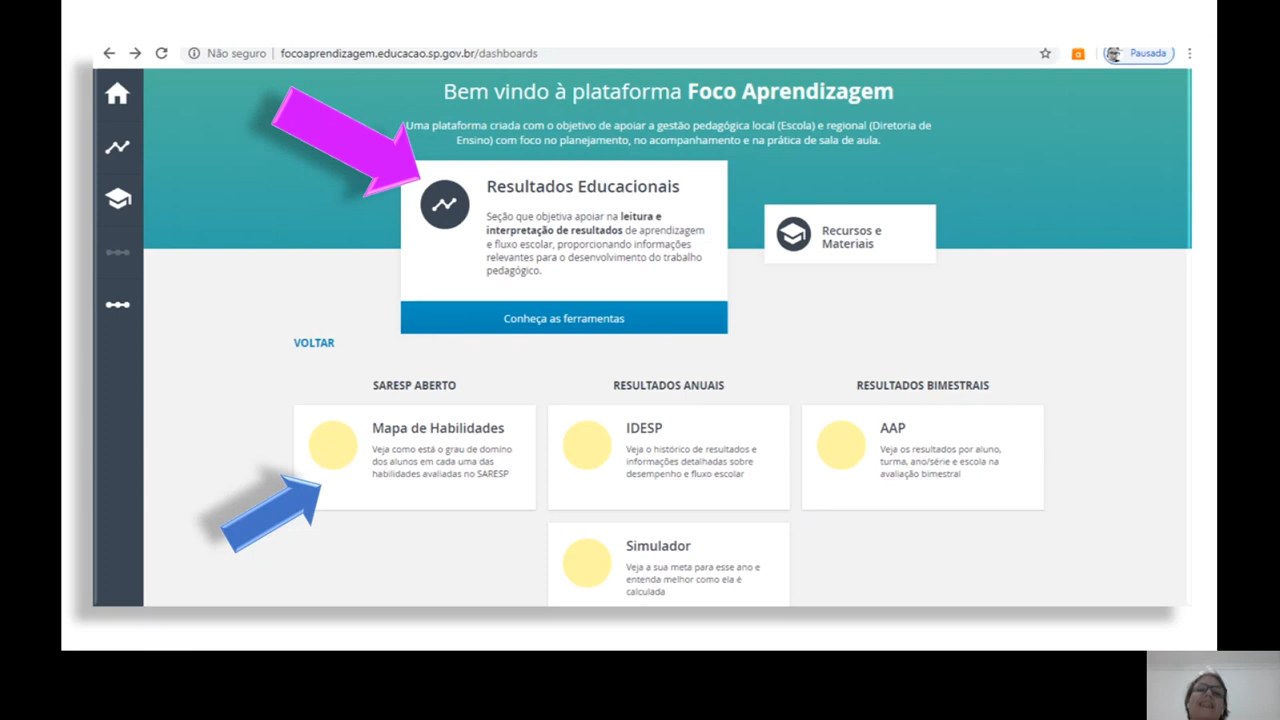 Não seguro | focoaprendizagem.educacao.sp.gov.br/dashboards
Pausada
Bem vindo à plataforma Foco Aprendizagem
Uma plataforma criada com o objetivo de apoiar a gestão pedagógica local (Escola) e regional (Diretoria de
Ensino) com foco no planejamento, no acompanhamento e na prática de sala de aula.
Resultados Educacionais
Seção que objetiva apoiar na leitura e
interpretação de resultados de aprendizagem
e fluxo escolar, proporcionando informações
relevantes para o desenvolvimento do trabalho
pedagógico.
Conheça as ferramentas
Recursos e
Materiais
VOLTAR
SARESP ABERTO
Mapa de Habilidades
Veja como está o grau de domino
dos alunos em cada uma das
habilidades avaliadas no SARESP
RESULTADOS ANUAIS
IDESP
Veja o histórico de resultados e
informações detalhadas sobre
desempenho e fluxo escolar
Simulador
Veja a sua meta para esse ano e
entenda melhor como ela é
calculada
RESULTADOS BIMESTRAIS
AAP
Veja os resultados por aluno,
turma, ano/série e escola na
avaliação bimestral